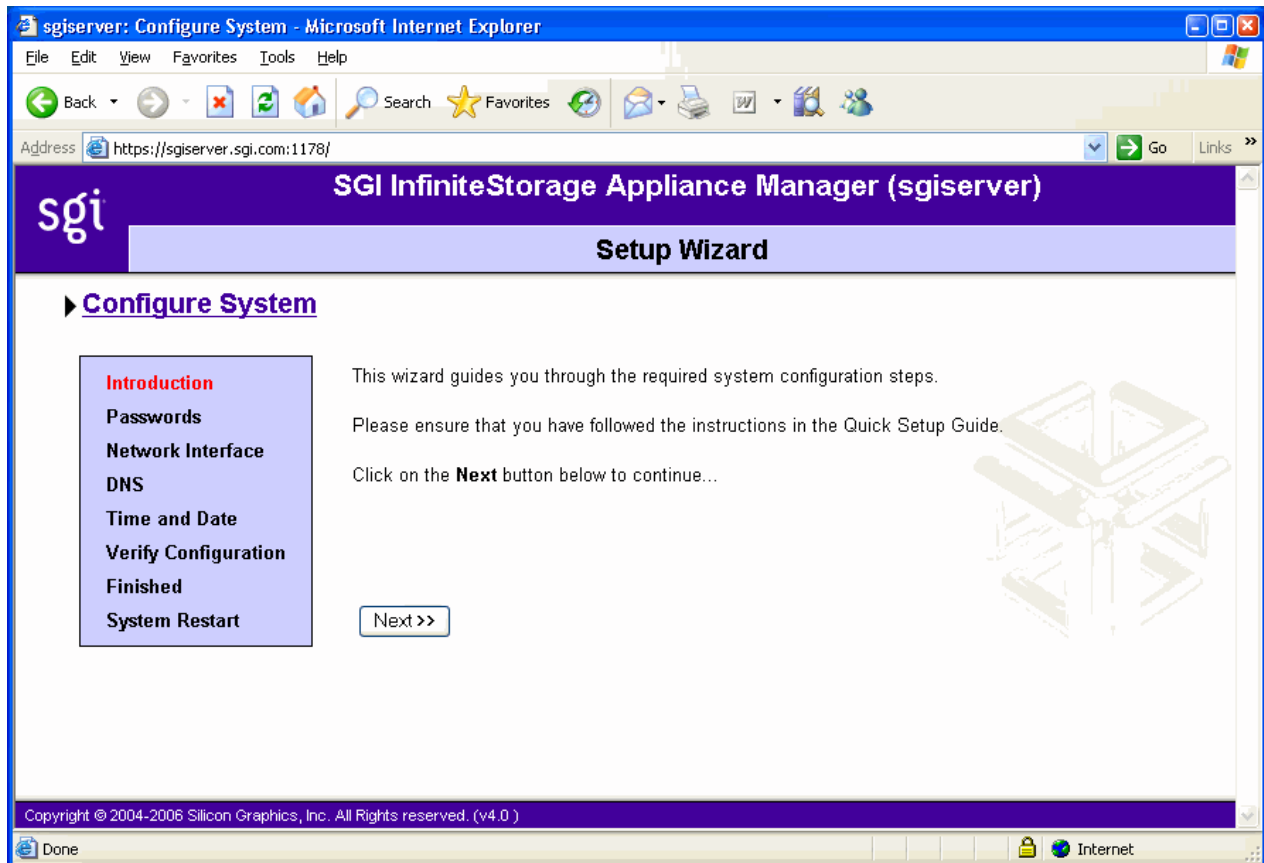 sgiserver: Configure System - Microsoft Internet Explorer
File Edit View Favorites Tools Help
Back Search Favorites
Address https://sgiserver.sgi.com:1178/ Go Links »
sgi
SGI InfiniteStorage Appliance Manager (sgiserver)
Setup Wizard
Configure System
Introduction
Passwords
Network Interface
DNS
Time and Date
Verify Configuration
Finished
System Restart
This wizard guides you through the required system configuration steps.
Please ensure that you have followed the instructions in the Quick Setup Guide.
Click on the Next button below to continue...
Next >>
Copyright © 2004-2006 Silicon Graphics, Inc. All Rights reserved. (v4.0 )
Done Internet